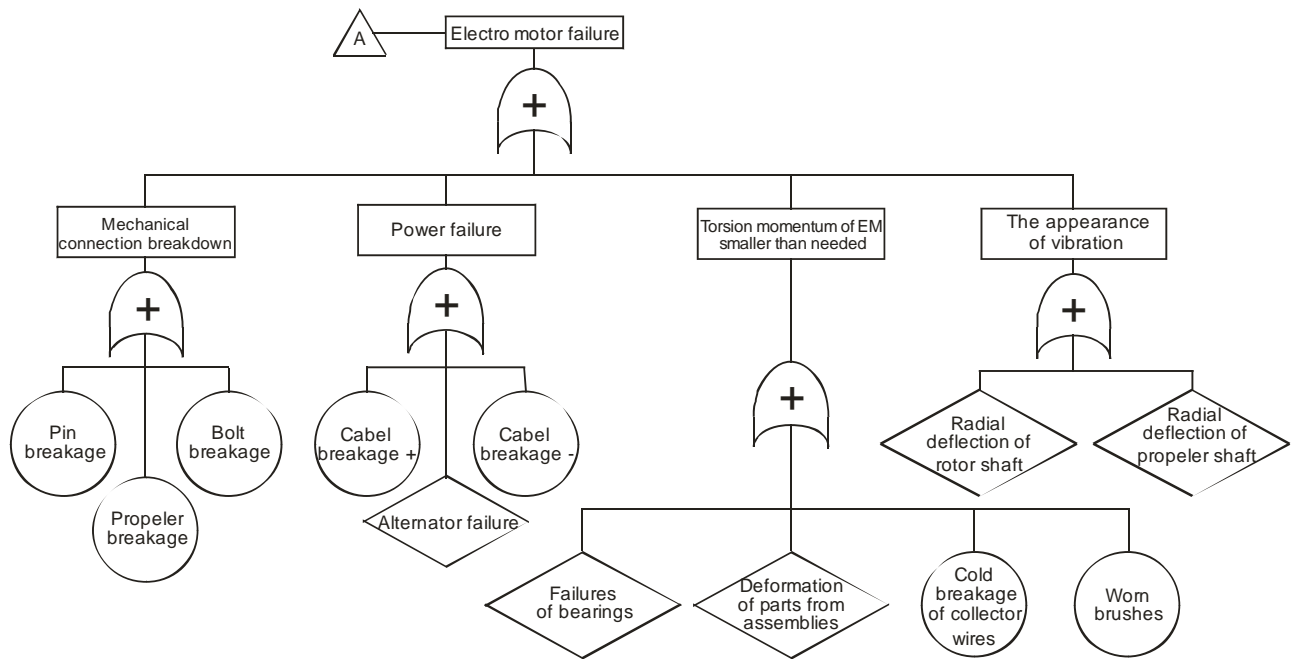 A
Electro motor failure
+
Mechanical
connection breakdown
Power failure
Torsion momentum of EM
smaller than needed
The appearance
of vibration
+
+
+
+
Pin
breakage
Bolt
breakage
Propeler
breakage
Cabel
breakage +
Cabel
breakage -
Alternator failure
Radial
deflection of
rotor shaft
Radial
deflection of
propeler shaft
Failures
of bearings
Deformation
of parts from
assemblies
Cold
breakage
of collector
wires
Worn
brushes